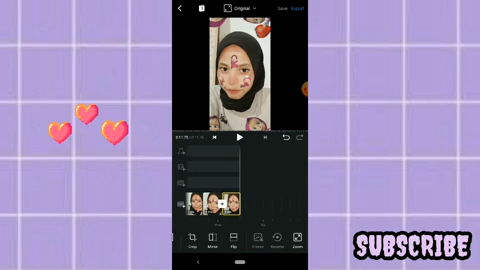 Original
Save Export
Crop
Mirror
Flip
Freeze
Reverse
Zoom
SUBSCRIBE